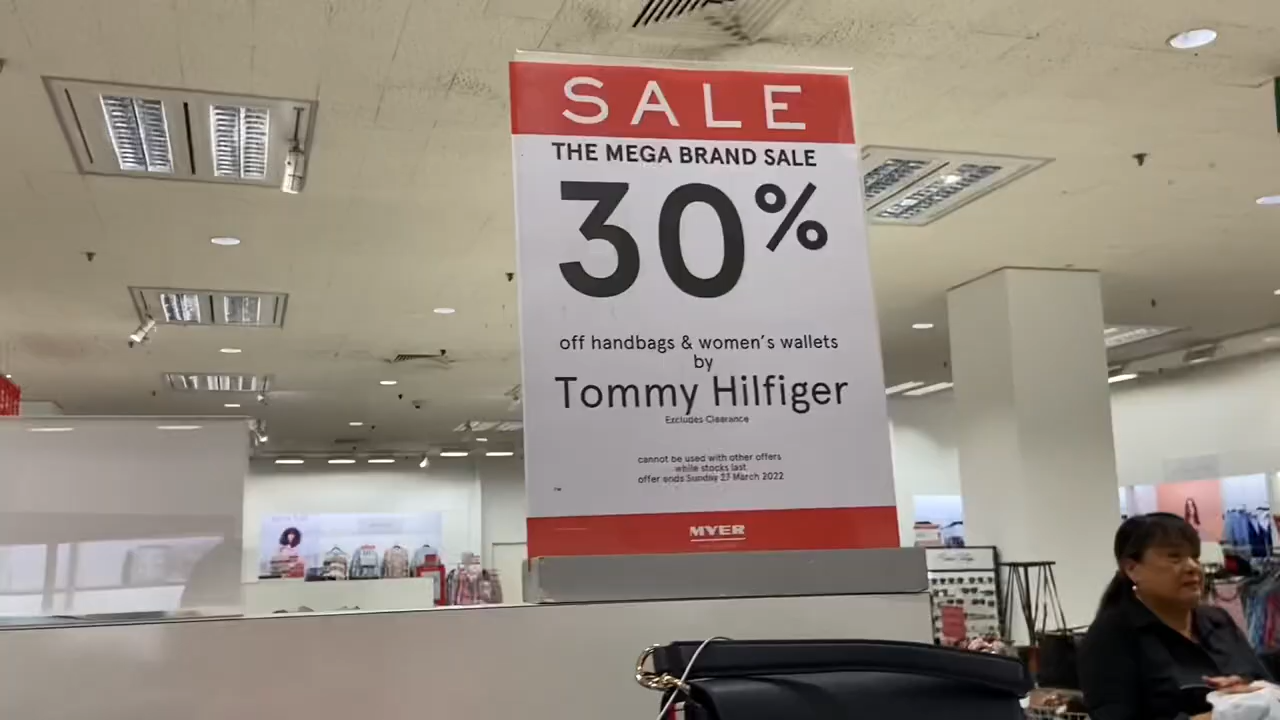 SALE
THE MEGA BRAND SALE
30%
off handbags & women's wallets
by
Tommy Hilfiger
Excludes Clearance
cannot be used with other offers
while stocks last
offer ends Sunday 27 March 2022
MYER